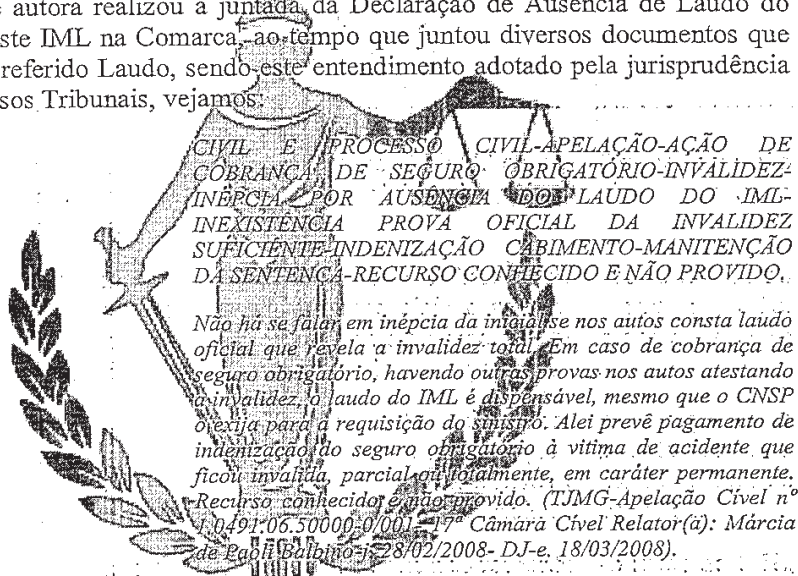 e autora realizou a juntada da Declaração de Ausência de Laudo do
ste IML na Comarca, ao tempo que juntou diversos documentos que
referido Laudo, sendo este entendimento adotado pela jurisprudência
sos Tribunais, vejamos:
CIVIL E PROCESSO CIVIL-APELAÇÃO-AÇÃO DE
COBRANÇA DE SEGURO OBRIGATÓRIO-INVALIDEZ-
INÉPCIA POR AUSÊNCIA DO LAUDO DO IML-
INEXISTÊNCIA PROVA OFICIAL DA INVALIDEZ
SUFICIENTE-INDENIZAÇÃO CABIMENTO-MANITENÇÃO
DA SENTENÇA-RECURSO CONHECIDO E NÃO PROVIDO.
Não há se falar em inépcia da inicial se nos autos consta laudo
oficial que revela a invalidez total. Em caso de cobrança de
seguro obrigatório, havendo outras provas nos autos atestando
a invalidez, o laudo do IML é dispensável, mesmo que o CNSP
o exija para a requisição do sinistro. Alei prevê pagamento de
indenização do seguro obrigatório à vitima de acidente que
ficou invalida, parcial ou totalmente, em caráter permanente.
Recurso conhecido e não provido. (TJMG-Apelação Cível nº
1.0491.06.50000-0/001- 17ª Câmara Cível Relator(a): Márcia
de Paoli Balbino-j. 28/02/2008- DJ-e, 18/03/2008).